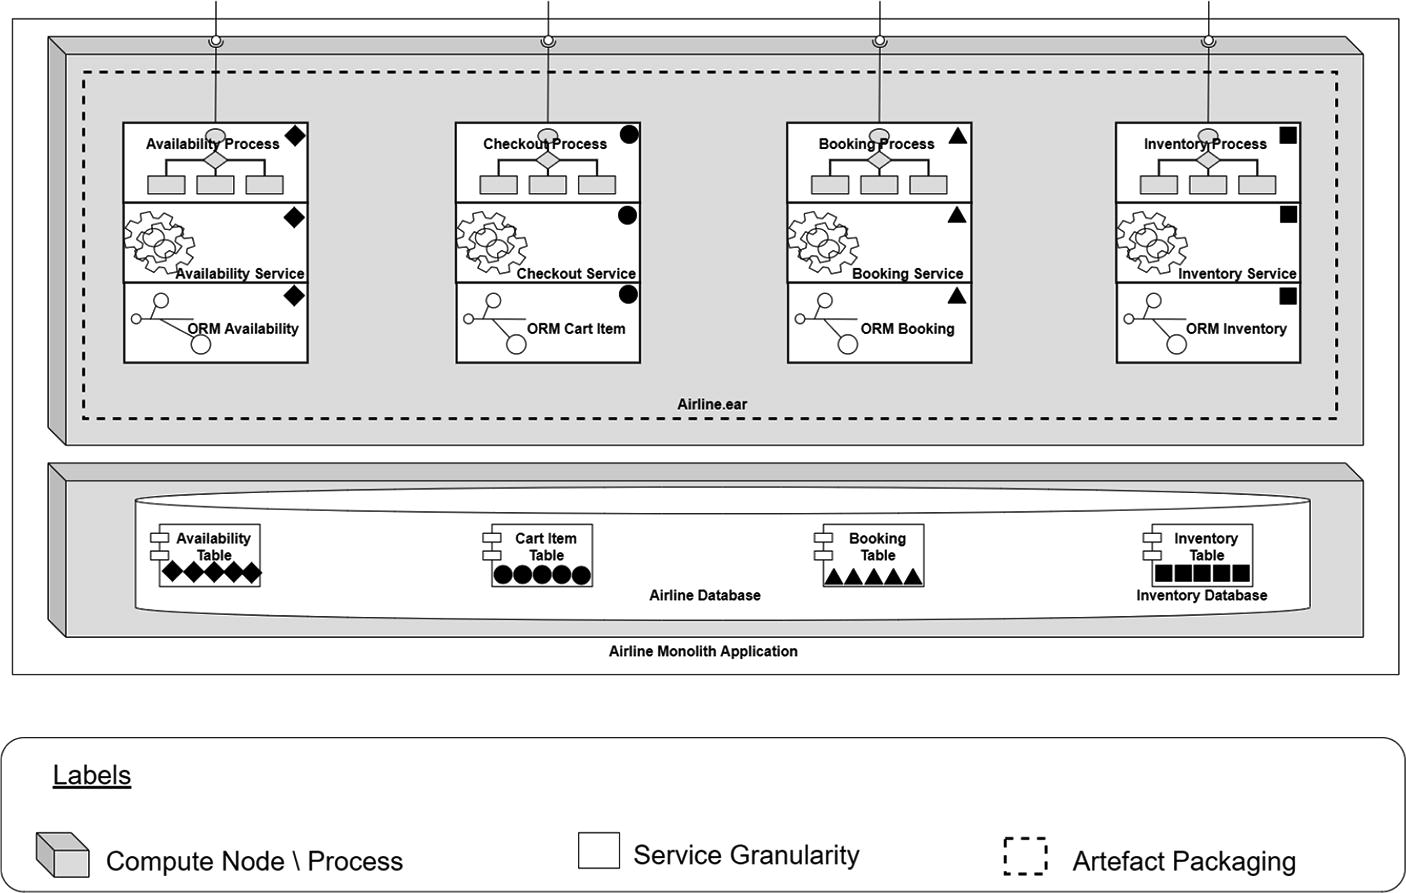 Availability Process
Checkout Process
Booking Process
Inventory Process
Availability Service
Checkout Service
Booking Service
Inventory Service
ORM Availability
ORM Cart Item
ORM Booking
ORM Inventory
Airline.ear
Availability
Table
Cart Item
Table
Booking
Table
Inventory
Table
Airline Database
Inventory Database
Airline Monolith Application
Labels
Compute Node \ Process
Service Granularity
Artefact Packaging